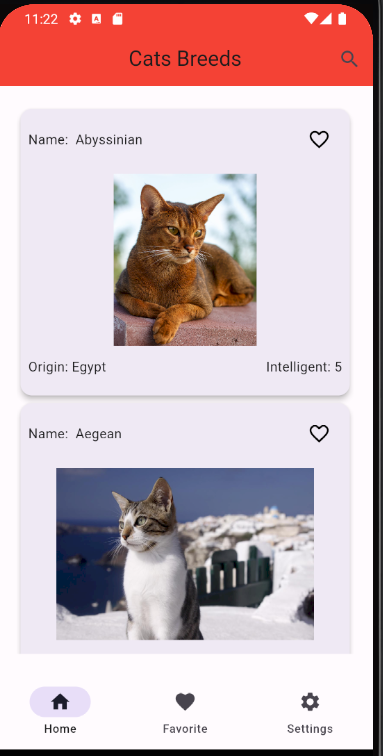 11:22
Cats Breeds
Name: Abyssinian
Origin: Egypt
Intelligent: 5
Name: Aegean
Home
Favorite
Settings